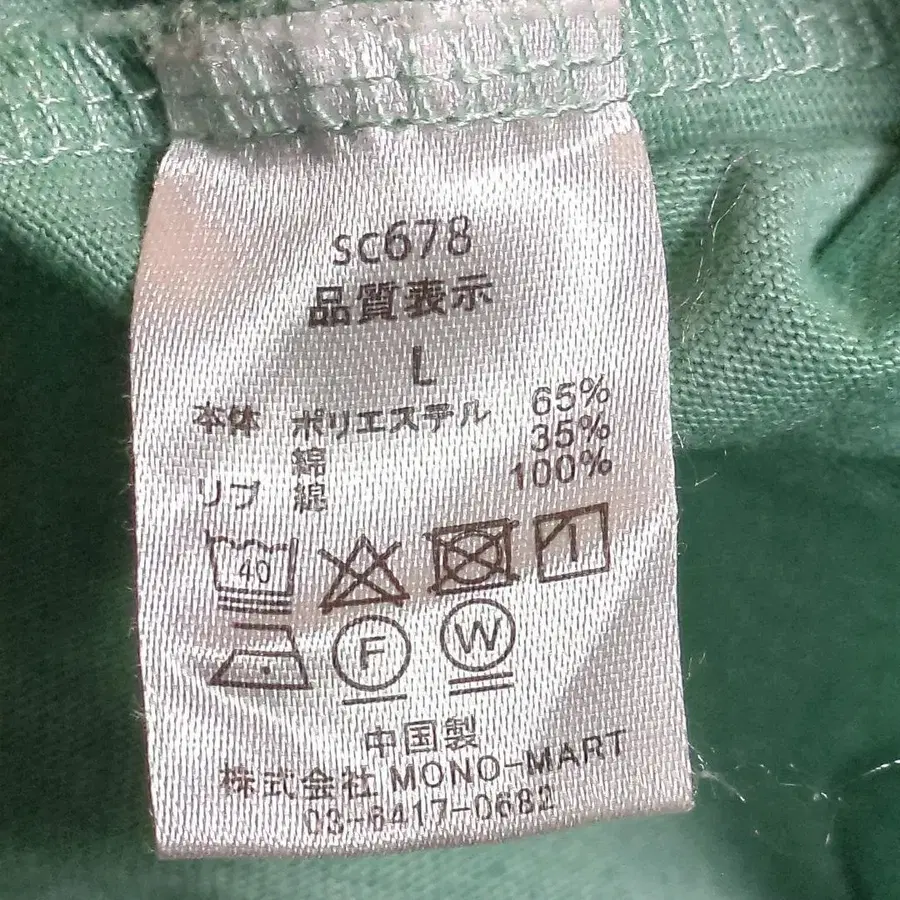 sc678
品質表示
L
本体 ポリエステル 65%
綿 35%
リブ 綿 100%
40
F W
中国製
株式会社 MONO-MART
03-6417-0682